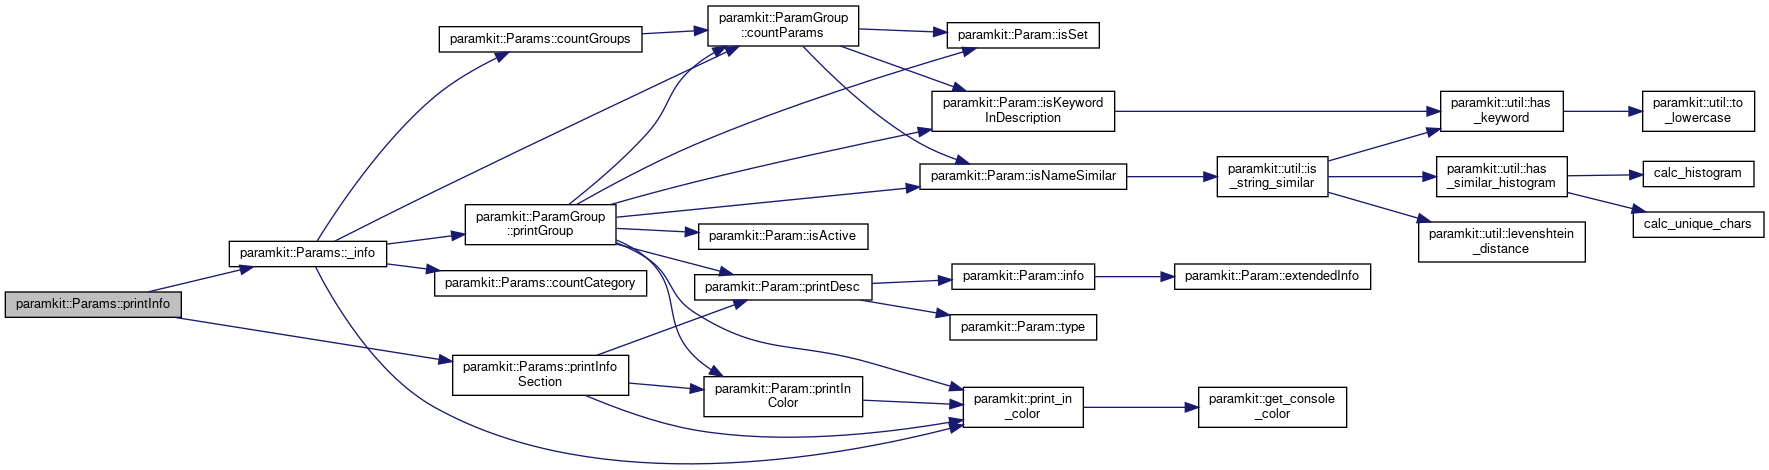 paramkit::Params::printInfo
paramkit::Params::_info
paramkit::Params::countGroups
paramkit::ParamGroup
::countParams
paramkit::Param::isSet
paramkit::Param::isKeyword
InDescription
paramkit::util::has
_keyword
paramkit::util::to
_lowercase
paramkit::Param::isNameSimilar
paramkit::util::is
_string_similar
paramkit::util::has
_similar_histogram
calc_histogram
calc_unique_chars
paramkit::util::levenshtein
_distance
paramkit::ParamGroup
::printGroup
paramkit::Param::isActive
paramkit::Params::countCategory
paramkit::Param::printDesc
paramkit::Param::info
paramkit::Param::extendedInfo
paramkit::Param::type
paramkit::Params::printInfo
Section
paramkit::Param::printIn
Color
paramkit::print_in
_color
paramkit::get_console
_color